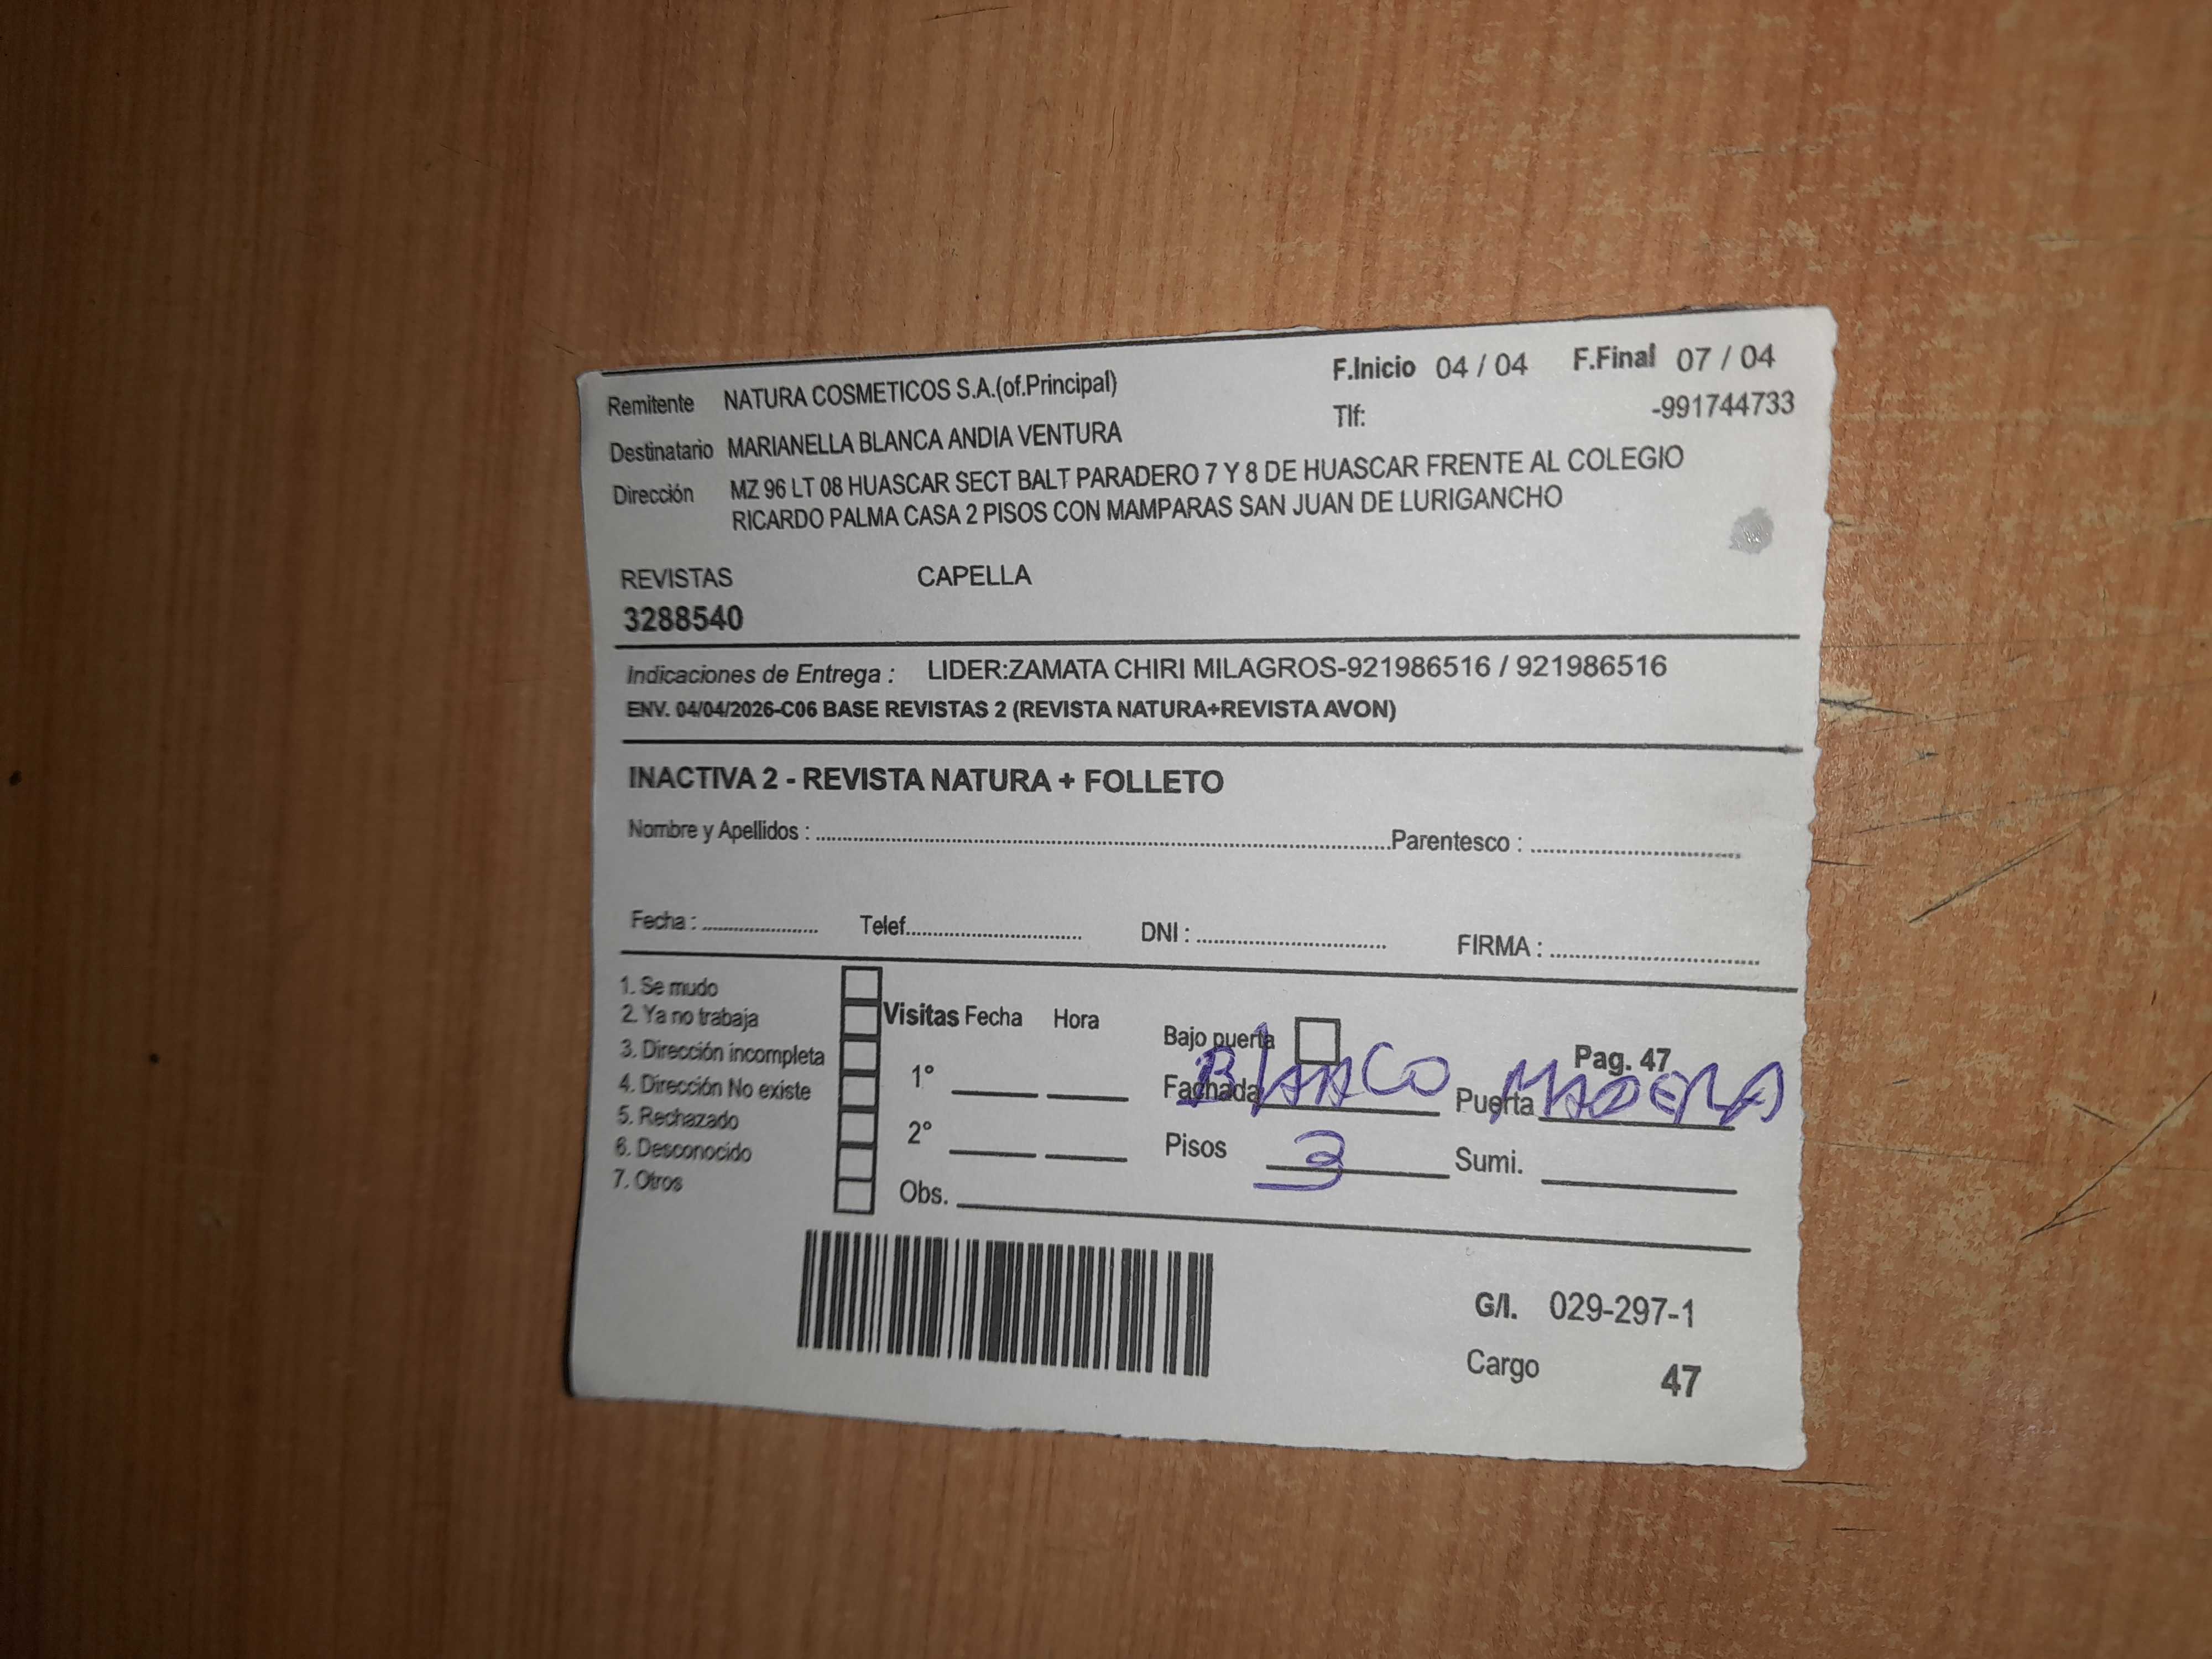 Remitente NATURA COSMETICOS S.A.(of.Principal) F.Inicio 04 / 04 F.Final 07 / 04
Tlf: -991744733
Destinatario MARIANELLA BLANCA ANDIA VENTURA
Dirección MZ 96 LT 08 HUASCAR SECT BALT PARADERO 7 Y 8 DE HUASCAR FRENTE AL COLEGIO
RICARDO PALMA CASA 2 PISOS CON MAMPARAS SAN JUAN DE LURIGANCHO
REVISTAS CAPELLA
3288540
Indicaciones de Entrega : LIDER:ZAMATA CHIRI MILAGROS-921986516 / 921986516
ENV. 04/04/2026-C06 BASE REVISTAS 2 (REVISTA NATURA+REVISTA AVON)
INACTIVA 2 - REVISTA NATURA + FOLLETO
Nombre y Apellidos : Parentesco :
Fecha : Telef. DNI : FIRMA :
1. Se mudo
2. Ya no trabaja
3. Dirección incompleta
4. Dirección No existe
5. Rechazado
6. Desconocido
7. Otros
Visitas Fecha Hora
1°
2°
Obs.
Bajo puerta Pag. 47
Fachada BLANCO Puerta MADERA
Pisos 3 Sumi.
G/I. 029-297-1
Cargo 47